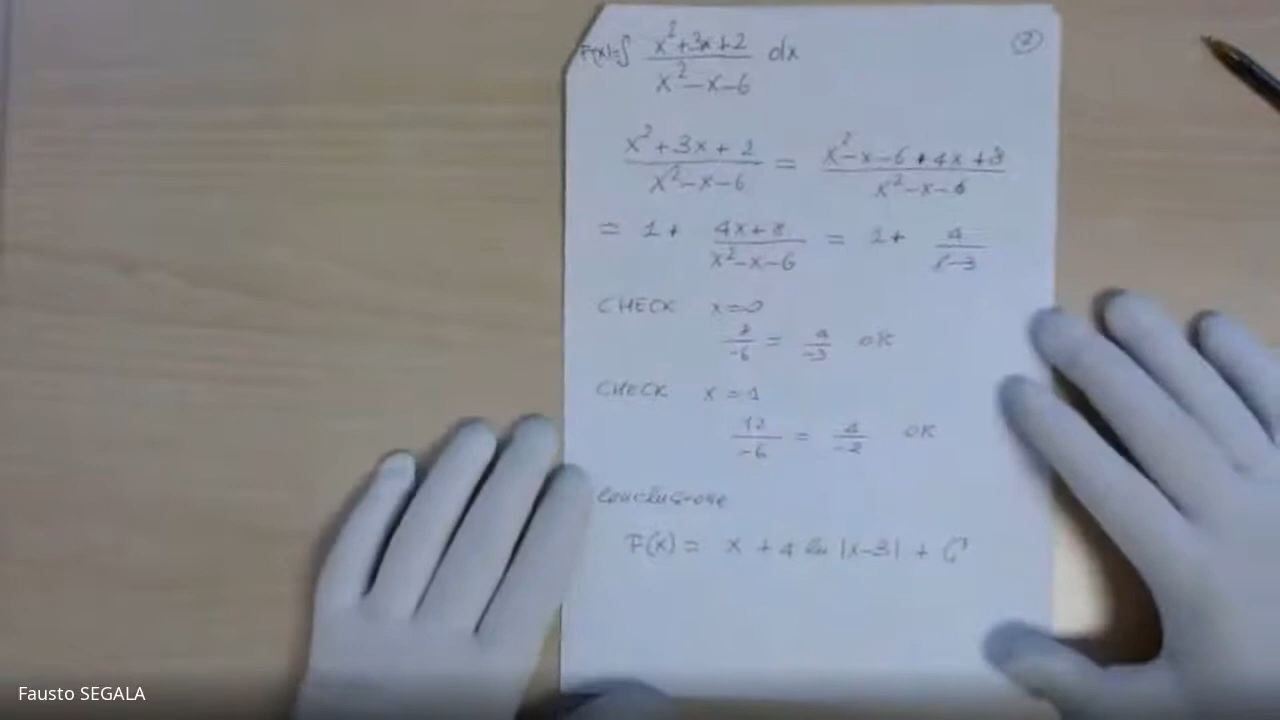 F(x)=∫ (x²+3x+2)/(x²-x-6) dx
②
(x²+3x+2)/(x²-x-6) = (x²-x-6+4x+8)/(x²-x-6)
= 1+ (4x+8)/(x²-x-6) = 1+ 4/(x-3)
CHECK x=0
8/-6 = 4/-3 OK
CHECK x=1
12/-6 = 4/-2 OK
Conclusione
F(x) = x + 4 ln |x-3| + C
Fausto SEGALA